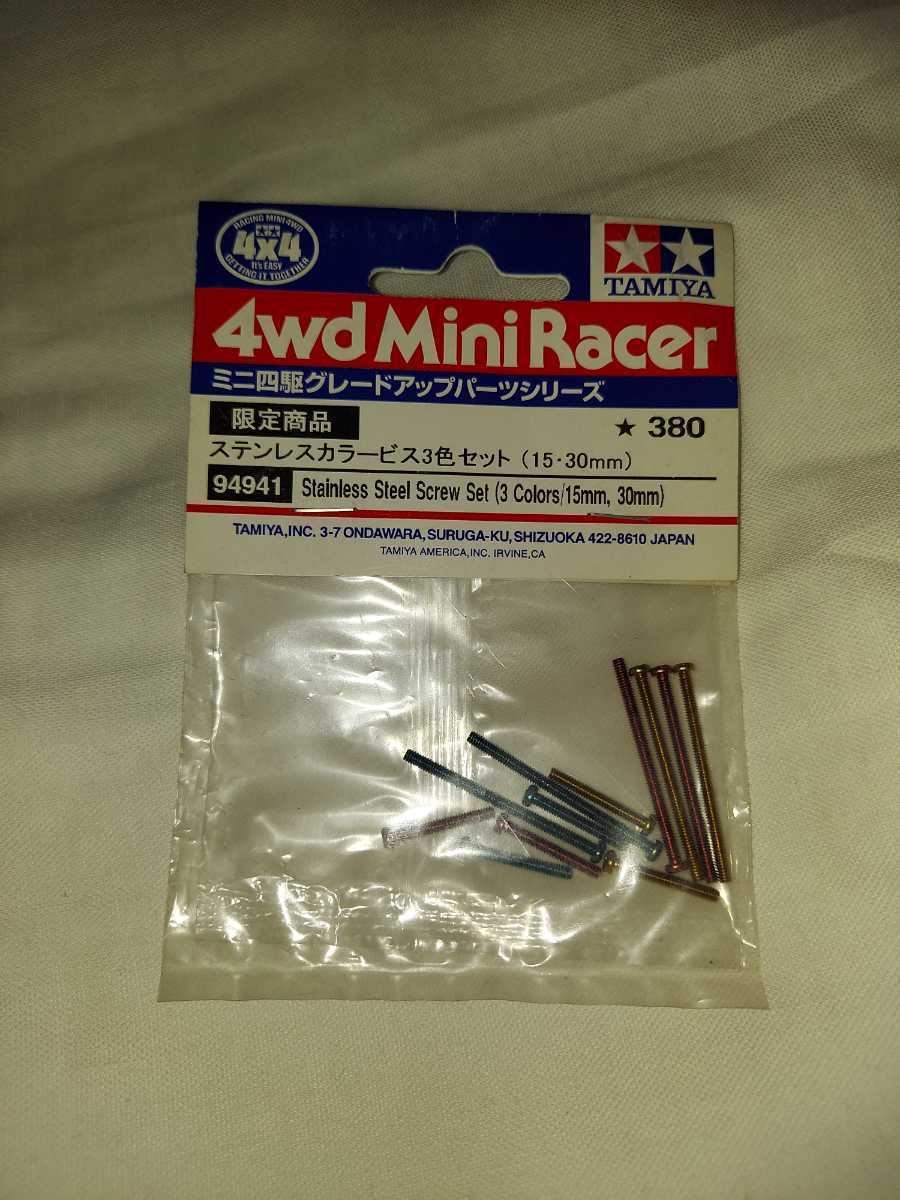 RACING MINI 4WD
4x4
IT'S EASY
GETTING IT TOGETHER
TAMIYA
4wd Mini Racer
ミニ四駆グレードアップパーツシリーズ
限定商品
★ 380
ステンレスカラービス3色セット(15・30mm)
94941 Stainless Steel Screw Set (3 Colors/15mm, 30mm)
TAMIYA,INC. 3-7 ONDAWARA, SURUGA-KU, SHIZUOKA 422-8610 JAPAN
TAMIYA AMERICA,INC. IRVINE,CA